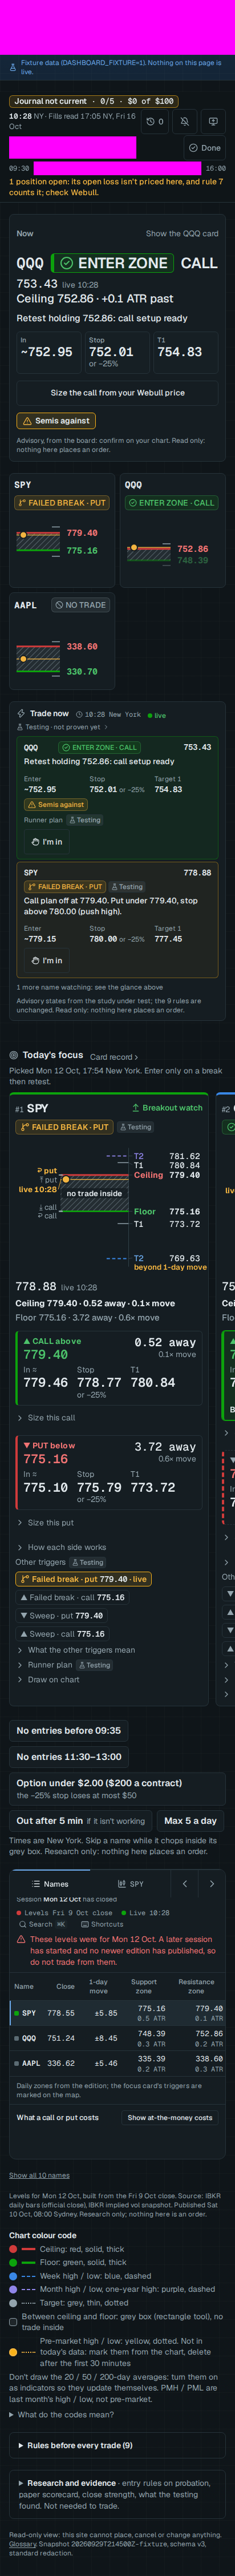 Fixture data (DASHBOARD_FIXTURE=1). Nothing on this page is
live.
Journal not current · 0/5 · $0 of $100
10:28 NY · Fills read 17:05 NY, Fri 16
Oct
0
Done
09:30
16:00
1 position open: its open loss isn't priced here, and rule 7
counts it; check Webull.
Now
Show the QQQ card
QQQ ENTER ZONE CALL
753.43 live 10:28
Ceiling 752.86 · +0.1 ATR past
Retest holding 752.86: call setup ready
In
~752.95
Stop
752.01
or −25%
T1
754.83
Size the call from your Webull price
Semis against
Advisory, from the board: confirm on your chart. Read only:
nothing here places an order.
SPY
FAILED BREAK · PUT
779.40
775.16
QQQ
ENTER ZONE · CALL
752.86
748.39
AAPL
NO TRADE
338.60
330.70
Trade now 10:28 New York live
Testing · not proven yet
QQQ ENTER ZONE · CALL 753.43
Retest holding 752.86: call setup ready
Enter Stop Target 1
~752.95 752.01 or −25% 754.83
Semis against
Runner plan Testing
I'm in
SPY 778.88
FAILED BREAK · PUT Testing
Call plan off at 779.40. Put under 779.40, stop
above 780.00 (push high).
Enter Stop Target 1
~779.15 780.00 or −25% 777.45
I'm in
1 more name watching: see the glance above
Advisory states from the study under test; the 9 rules are
unchanged. Read only: nothing here places an order.
Today's focus Card record
Picked Mon 12 Oct, 17:54 New York. Enter only on a break
then retest.
#1 SPY Breakout watch
FAILED BREAK · PUT Testing
T2 781.62
T1 780.84
put
put
Ceiling 779.40
live 10:28
no trade inside
call
call
Floor 775.16
T1 773.72
T2 769.63
beyond 1-day move
778.88 live 10:28
Ceiling 779.40 · 0.52 away · 0.1× move
Floor 775.16 · 3.72 away · 0.6× move
▲ CALL above 0.52 away
779.40 0.1× move
In ≈ Stop T1
779.46 778.77 780.84
or −25%
Size this call
▼ PUT below 3.72 away
775.16 0.6× move
In ≈ Stop T1
775.10 775.79 773.72
or −25%
Size this put
How each side works
Other triggers Testing
Failed break · put 779.40 · live
▲ Failed break · call 775.16
▼ Sweep · put 779.40
▲ Sweep · call 775.16
What the other triggers mean
Runner plan Testing
Draw on chart
#2
No entries before 09:35
No entries 11:30–13:00
Option under $2.00 ($200 a contract)
the −25% stop loses at most $50
Out after 5 min if it isn't working
Max 5 a day
Times are New York. Skip a name while it chops inside its
grey box. Research only: nothing here places an order.
Names
SPY
Session Mon 12 Oct has closed
Levels Fri 9 Oct close Live 10:28
Search ⌘K Shortcuts
These levels were for Mon 12 Oct. A later session
has started and no newer edition has published, so
do not trade from them.
Name Close 1-day move Support zone Resistance zone
SPY 778.55 ±5.85 775.16 779.40
0.5 ATR 0.1 ATR
QQQ 751.24 ±8.45 748.39 752.86
0.3 ATR 0.2 ATR
AAPL 336.62 ±5.46 335.39 338.60
0.2 ATR 0.3 ATR
Daily zones from the edition; the focus card's triggers are
marked on the map.
What a call or put costs
Show at-the-money costs
Show all 10 names
Levels for Mon 12 Oct, built from the Fri 9 Oct close. Source: IBKR
daily bars (official close), IBKR implied vol snapshot. Published Sat
10 Oct, 08:00 Sydney. Research only; nothing here is an order.
Chart colour code
Ceiling: red, solid, thick
Floor: green, solid, thick
Week high / low: blue, dashed
Month high / low, one-year high: purple, dashed
Target: grey, thin, dotted
Between ceiling and floor: grey box (rectangle tool), no
trade inside
Pre-market high / low: yellow, dotted. Not in
today's data: mark them from the chart, delete
after the first 30 minutes
Don't draw the 20 / 50 / 200-day averages: turn them on
as indicators so they update themselves. PMH / PML are
last month's high / low, not pre-market.
What do the codes mean?
Rules before every trade (9)
Research and evidence · entry rules on probation,
paper scorecard, close strength, what the testing
found. Not needed to trade.
Read-only view: this site cannot place, cancel or change anything.
Glossary. Snapshot 20260929T214500Z-fixture, schema v3,
standard redaction.